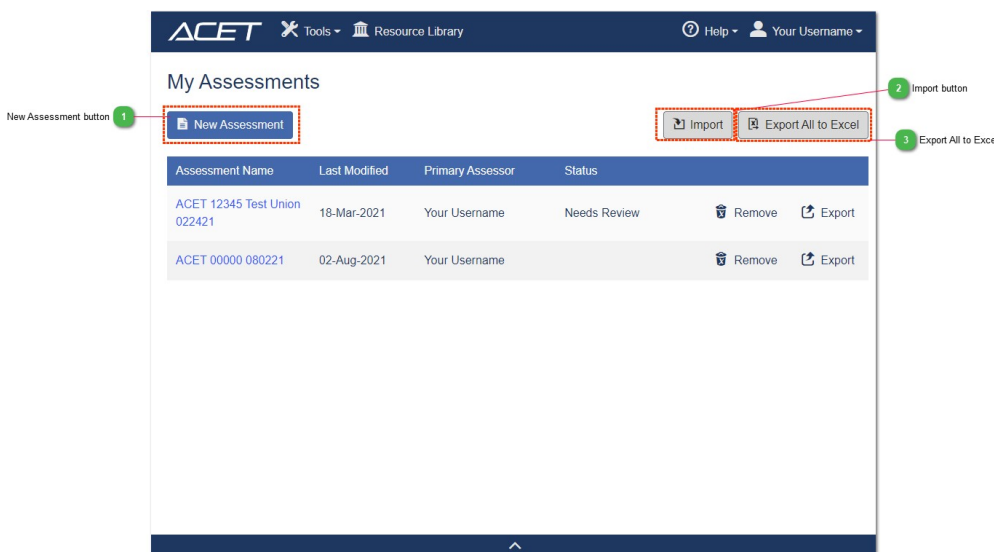 ACET Tools Resource Library Help Your Username
My Assessments
New Assessment button 1
New Assessment
Import
Export All to Excel
2 Import button
3 Export All to Exce
Assessment Name Last Modified Primary Assessor Status
ACET 12345 Test Union
022421
18-Mar-2021 Your Username Needs Review Remove Export
ACET 00000 080221 02-Aug-2021 Your Username Remove Export